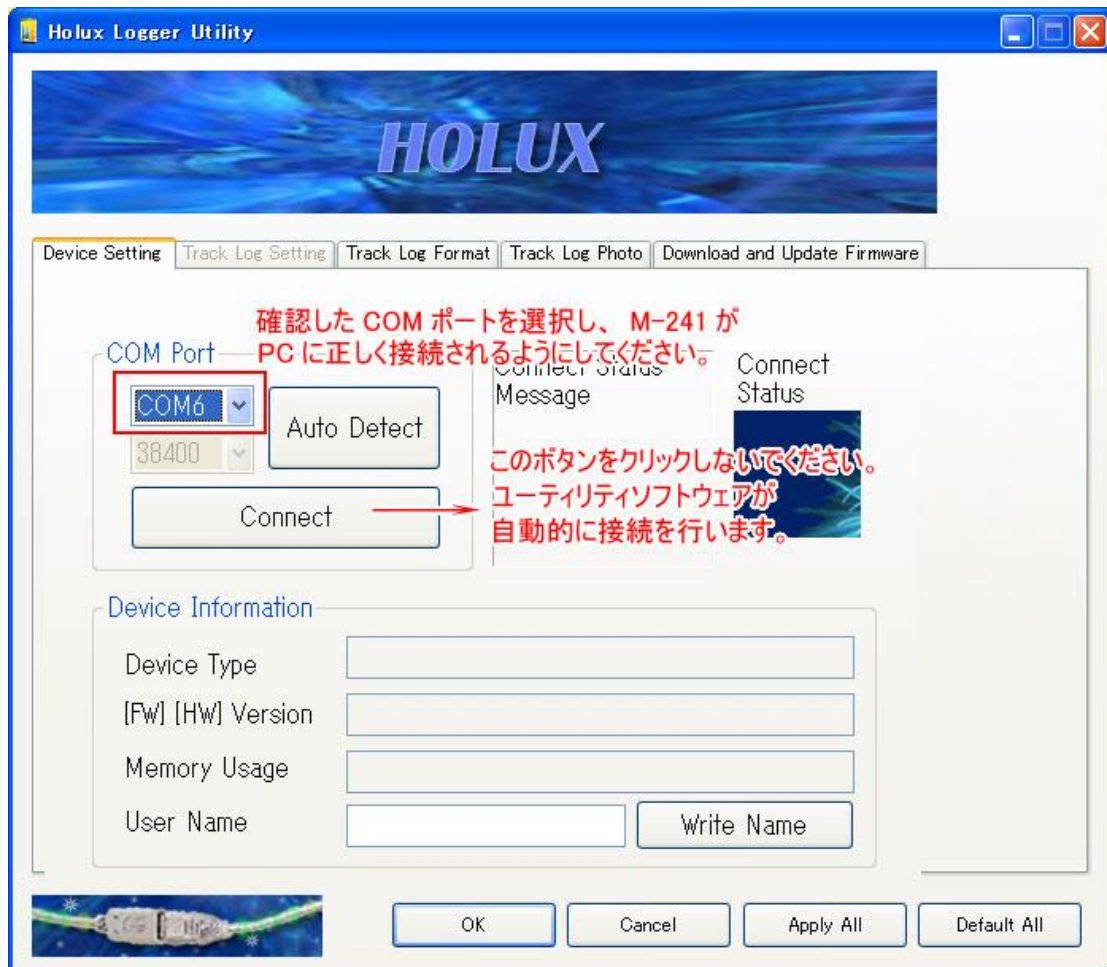 Holux Logger Utility
HOLUX
Device Setting
Track Log Setting
Track Log Format
Track Log Photo
Download and Update Firmware
確認した COM ポートを選択し、 M-241 が
PC に正しく接続されるようにしてください。
COM Port
COM6
38400
Auto Detect
Connect
Connect Status
Message
Connect
Status
このボタンをクリックしないでください。
ユーティリティソフトウェアが
自動的に接続を行います。
Device Information
Device Type
[FW] [HW] Version
Memory Usage
User Name
Write Name
OK
Cancel
Apply All
Default All